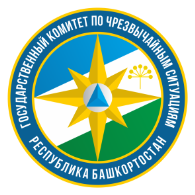 ГОСУДАРСТВЕННЫЙ КОМИТЕТ ПО ЧРЕЗВЫЧАЙНЫМ СИТУАЦИЯМ
РЕСПУБЛИКА БАШКОРТОСТАН